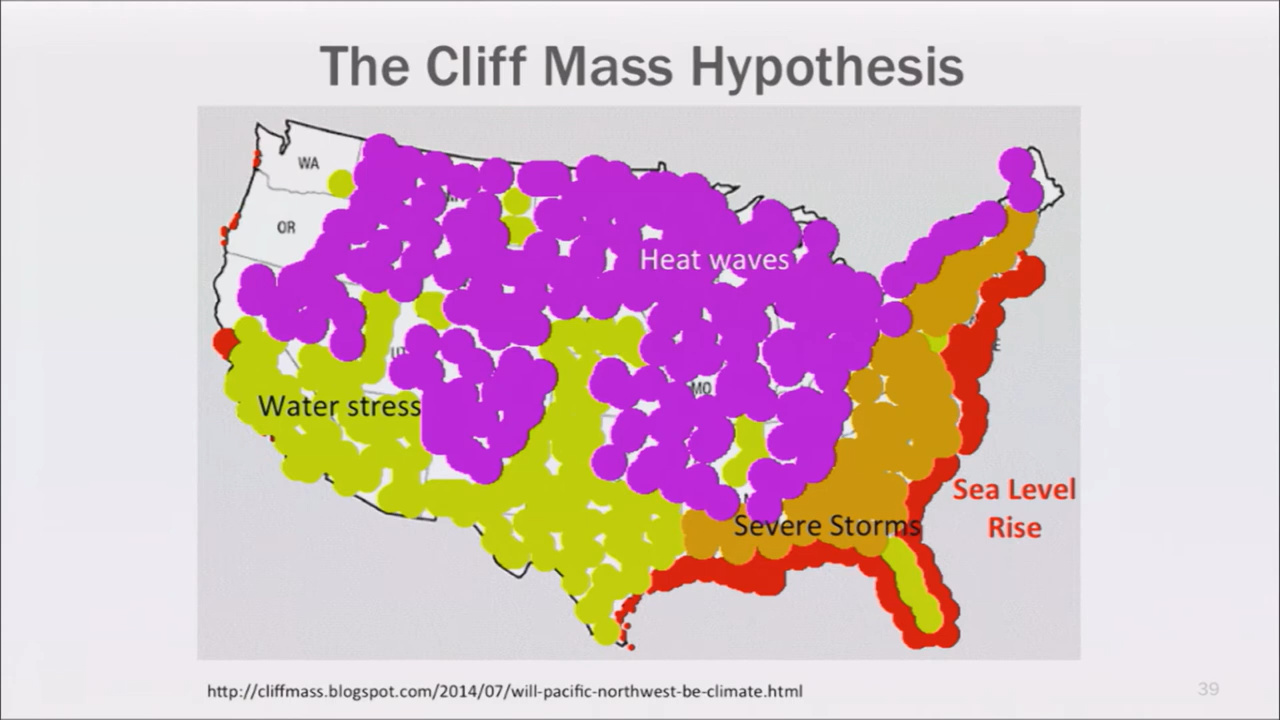 The Cliff Mass Hypothesis
WA
OR
Heat waves
MO
Water stress
Sea Level
Rise
Severe Storms
http://cliffmass.blogspot.com/2014/07/will-pacific-northwest-be-climate.html
39